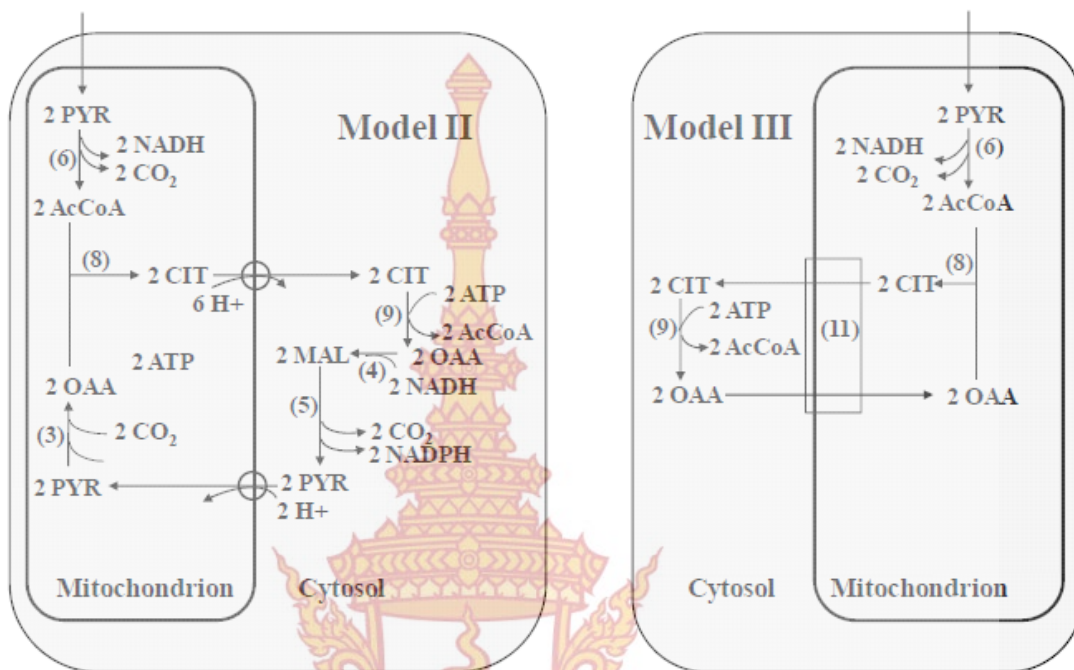 Model II
2 PYR
(6)
2 NADH
2 CO₂
2 AcCoA
(8)
2 CIT
6 H+
2 CIT
2 ATP
(9)
2 AcCoA
2 MAL
(4)
2 OAA
2 NADH
2 ATP
2 OAA
(5)
(3)
2 CO₂
2 CO₂
2 NADPH
2 PYR
2 PYR
2 H+
Mitochondrion
Cytosol
Model III
2 PYR
2 NADH
(6)
2 CO₂
2 AcCoA
(8)
2 CIT
2 CIT
2 ATP
(9)
(11)
2 AcCoA
2 OAA
2 OAA
Cytosol
Mitochondrion